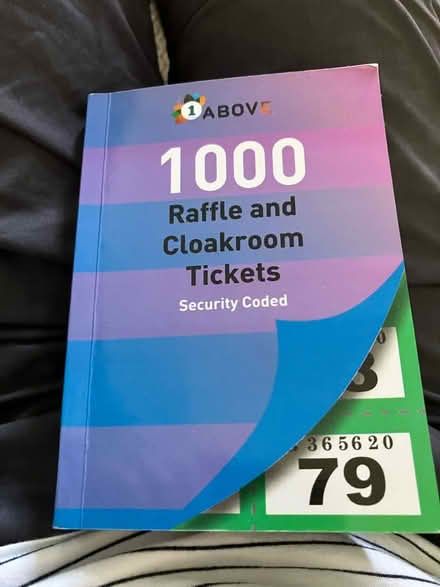 1 ABOVE
1000
Raffle and
Cloakroom
Tickets
Security Coded
365620
79